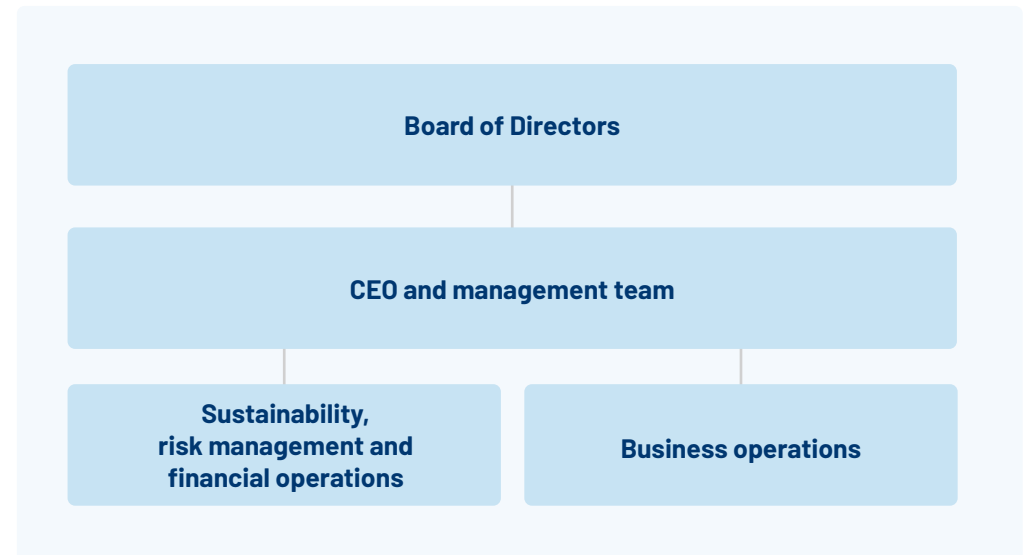 Board of Directors
CEO and management team
Sustainability,
risk management and
financial operations
Business operations